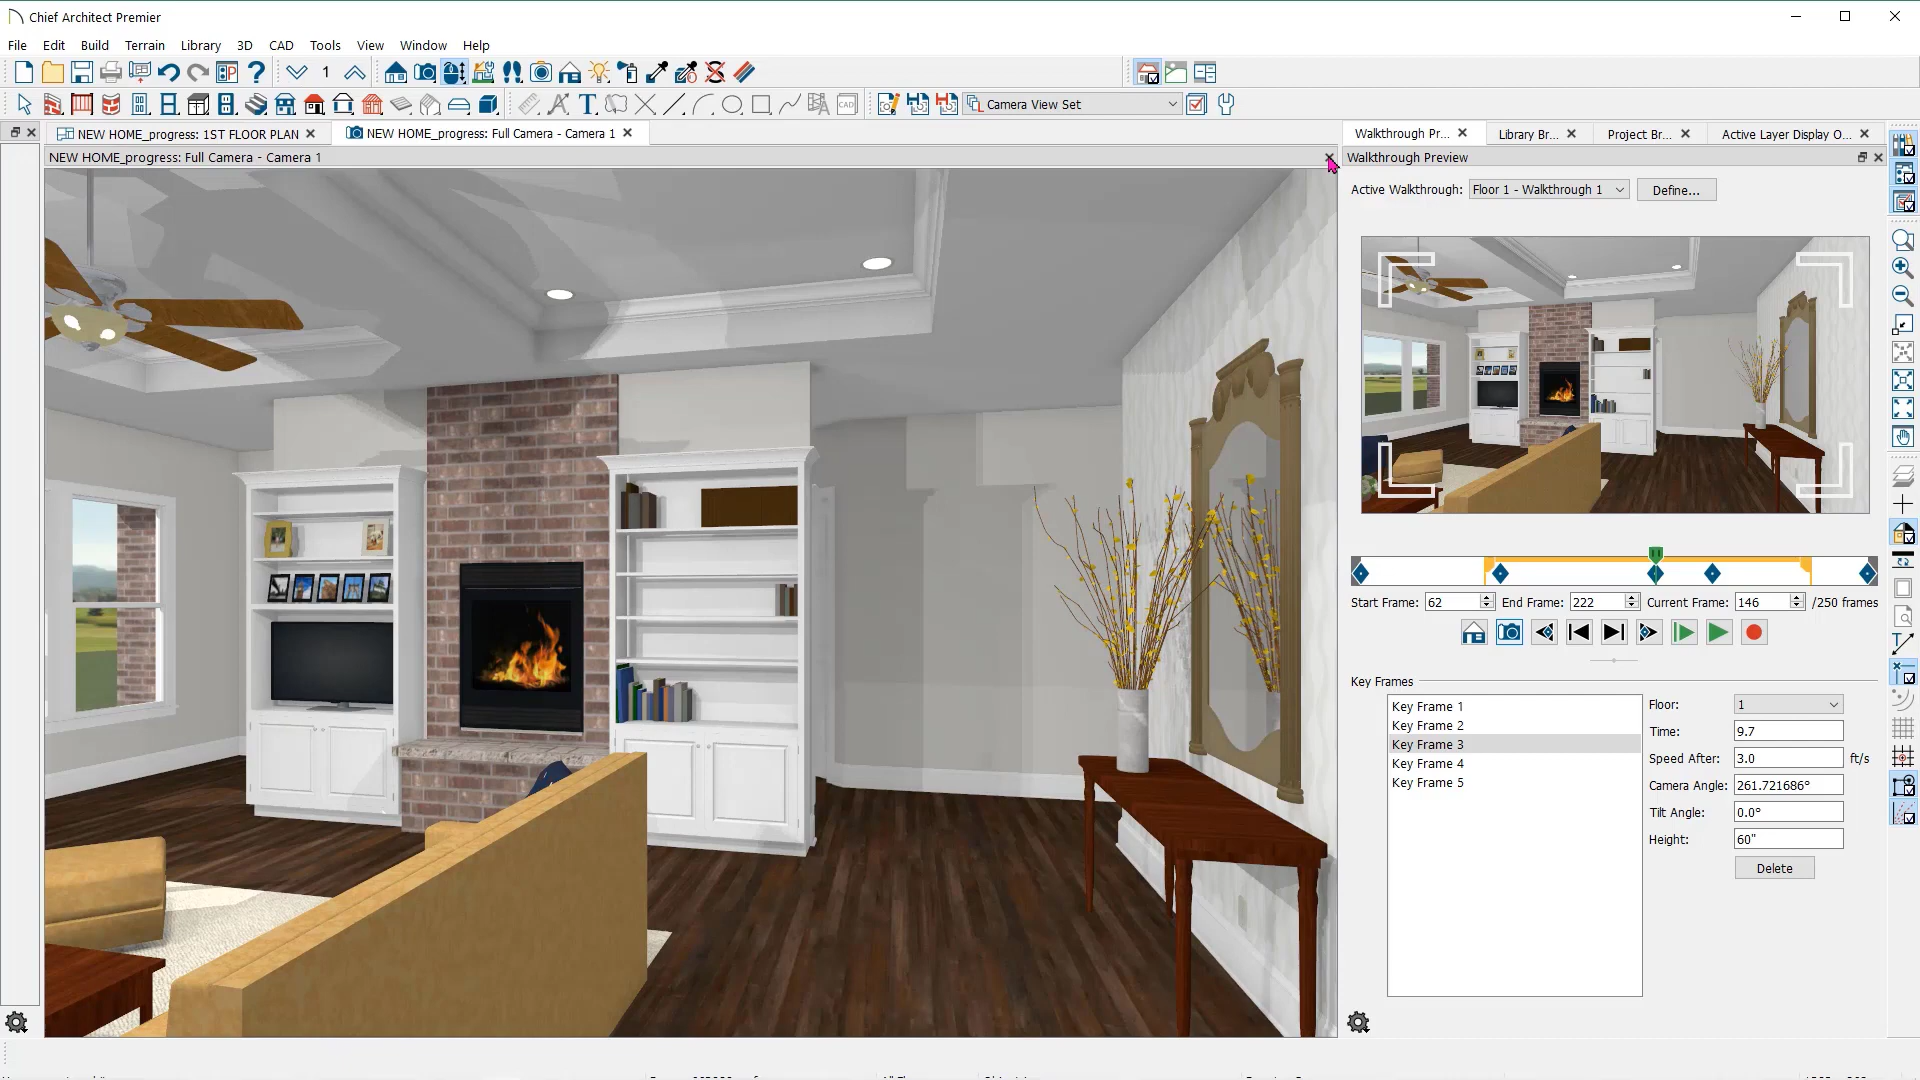 Chief Architect Premier
File Edit Build Terrain Library 3D CAD Tools View Window Help
1
Camera View Set
NEW HOME_progress: 1ST FLOOR PLAN
NEW HOME_progress: Full Camera - Camera 1
Walkthrough Pr...
Library Br...
Project Br...
Active Layer Display O...
NEW HOME_progress: Full Camera - Camera 1
Walkthrough Preview
Active Walkthrough: Floor 1 - Walkthrough 1 Define...
Start Frame: 62 End Frame: 222 Current Frame: 146 /250 frames
Key Frames
Key Frame 1
Key Frame 2
Key Frame 3
Key Frame 4
Key Frame 5
Floor: 1
Time: 9.7
Speed After: 3.0 ft/s
Camera Angle: 261.721686°
Tilt Angle: 0.0°
Height: 60"
Delete